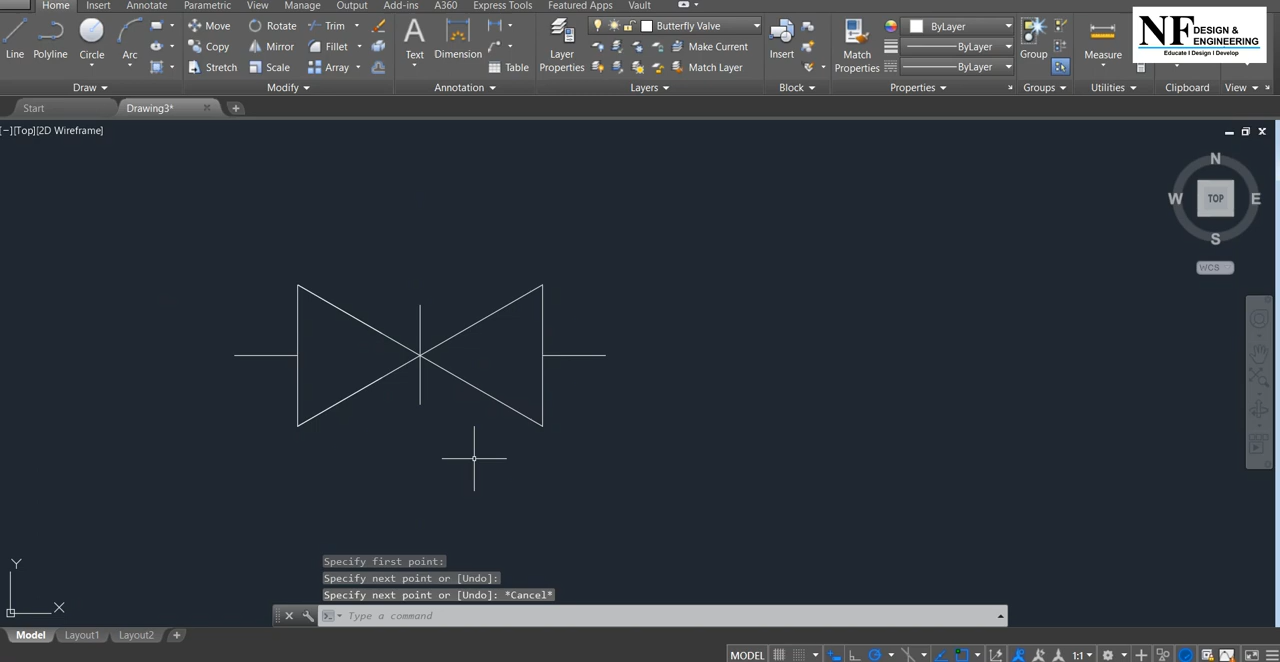 Home Insert Annotate Parametric View Manage Output Add-ins A360 Express Tools Featured Apps Vault
Line Polyline Circle Arc
Move Rotate Trim
Copy Mirror Fillet
Stretch Scale Array
Text Dimension Table
Layer Properties
Butterfly Valve
Make Current
Match Layer
Insert
Match Properties
ByLayer
ByLayer
ByLayer
Group
Measure
NF DESIGN & ENGINEERING
Educate I Design I Develop
Draw Modify Annotation Layers Block Properties Groups Utilities Clipboard View
Start Drawing3*
[−][Top][2D Wireframe]
N
W TOP E
S
WCS
Specify first point:
Specify next point or [Undo]:
Specify next point or [Undo]: *Cancel*
Type a command
Y
X
Model Layout1 Layout2
MODEL 1:1